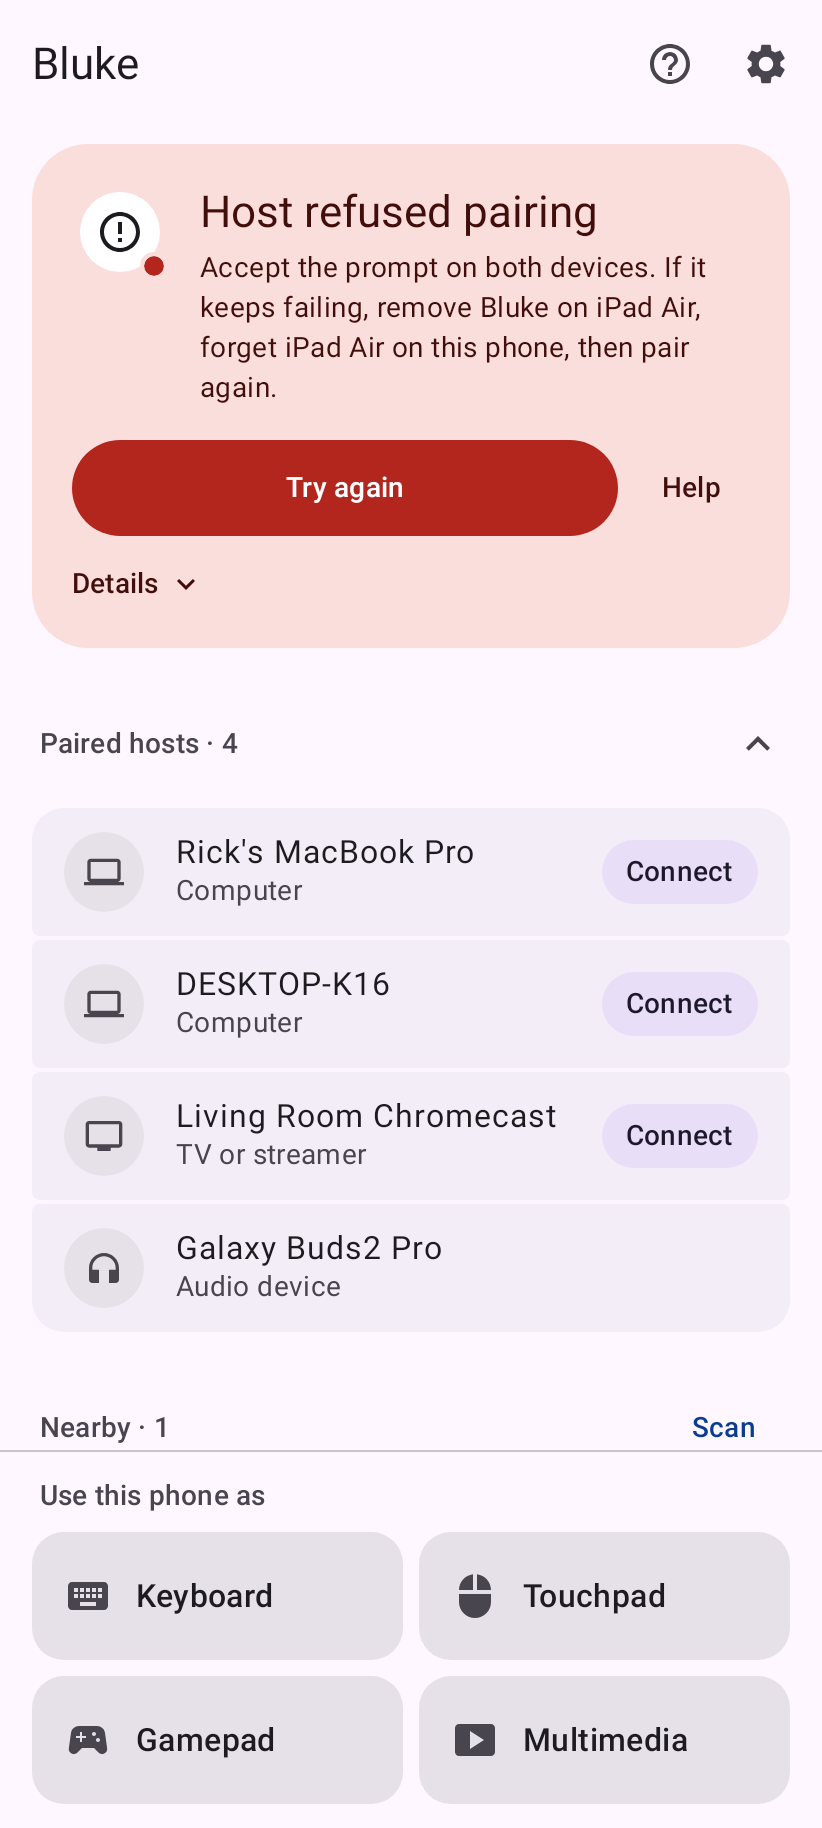 Bluke
Host refused pairing
Accept the prompt on both devices. If it
keeps failing, remove Bluke on iPad Air,
forget iPad Air on this phone, then pair
again.
Try again
Help
Details
Paired hosts · 4
Rick's MacBook Pro
Computer
Connect
DESKTOP-K16
Computer
Connect
Living Room Chromecast
TV or streamer
Connect
Galaxy Buds2 Pro
Audio device
Nearby · 1
Scan
Use this phone as
Keyboard
Touchpad
Gamepad
Multimedia